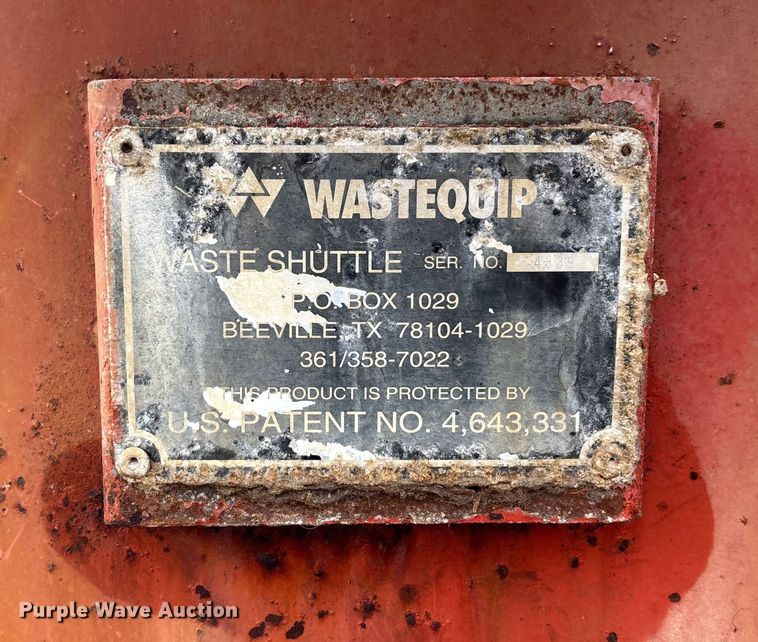 WASTEQUIP
WASTE SHUTTLE SER. NO.
P.O. BOX 1029
BEEVILLE, TX 78104-1029
361/358-7022
THIS PRODUCT IS PROTECTED BY
U.S. PATENT NO. 4,643,331
Purple Wave Auction